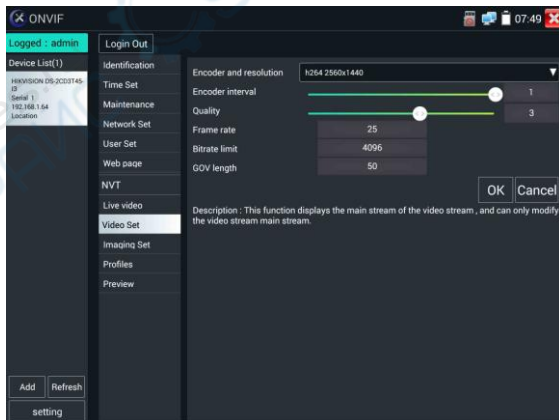 ONVIF
07:49
Logged : admin
Login Out
Device List(1)
HIKVISION DS-2CD3T45-
I3
Serial 1
192.168.1.64
Location
Identification
Time Set
Maintenance
Network Set
User Set
Web page
NVT
Live video
Video Set
Imaging Set
Profiles
Preview
Encoder and resolution
h264 2560x1440
Encoder interval
1
Quality
3
Frame rate
25
Bitrate limit
4096
GOV length
50
OK
Cancel
Description : This function displays the main stream of the video stream , and can only modify
the video stream main stream.
Add
Refresh
setting